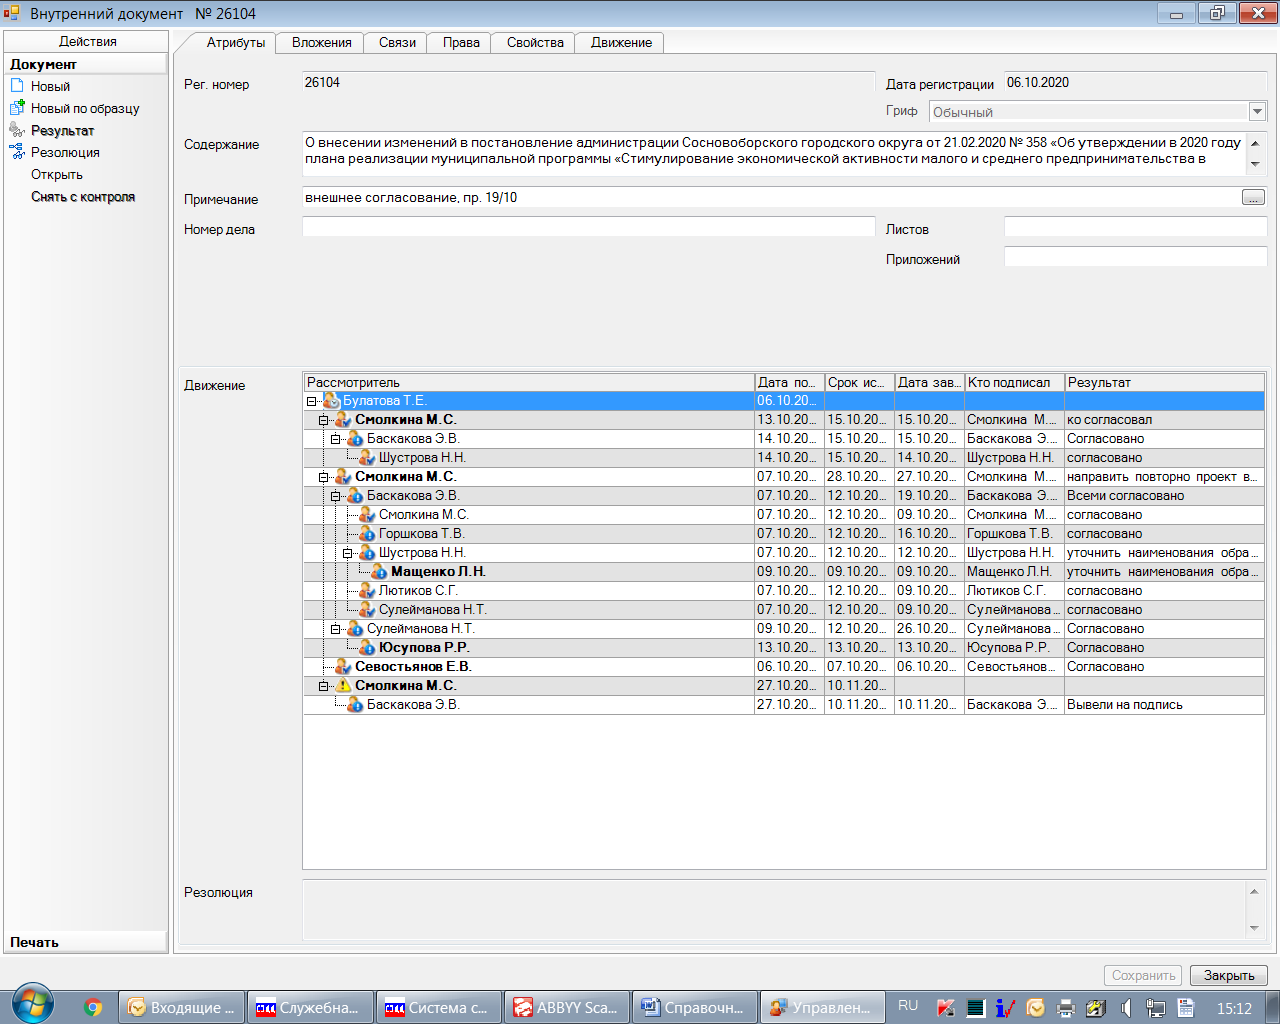 Внутренний документ № 26104
Действия
Документ
Новый
Новый по образцу
Результат
Резолюция
Открыть
Снять с контроля
Печать
Атрибуты Вложения Связи Права Свойства Движение
Рег. номер 26104 Дата регистрации 06.10.2020
Гриф Обычный
Содержание О внесении изменений в постановление администрации Сосновоборского городского округа от 21.02.2020 № 358 «Об утверждении в 2020 году
плана реализации муниципальной программы «Стимулирование экономической активности малого и среднего предпринимательства в
Примечание внешнее согласование, пр. 19/10 ...
Номер дела Листов
Приложений
Движение
Рассмотритель Дата по... Срок ис... Дата зав... Кто подписал Результат
Булатова Т.Е. 06.10.20...
Смолкина М.С. 13.10.20... 15.10.20... 15.10.20... Смолкина М.... ко согласовал
Баскакова Э.В. 14.10.20... 15.10.20... 15.10.20... Баскакова Э.... Согласовано
Шустрова Н.Н. 14.10.20... 15.10.20... 14.10.20... Шустрова Н.Н. согласовано
Смолкина М.С. 07.10.20... 28.10.20... 27.10.20... Смолкина М.... направить повторно проект в...
Баскакова Э.В. 07.10.20... 12.10.20... 19.10.20... Баскакова Э.... Всеми согласовано
Смолкина М.С. 07.10.20... 12.10.20... 09.10.20... Смолкина М.... согласовано
Горшкова Т.В. 07.10.20... 12.10.20... 16.10.20... Горшкова Т.В. согласовано
Шустрова Н.Н. 07.10.20... 12.10.20... 12.10.20... Шустрова Н.Н. уточнить наименования обра...
Мащенко Л.Н. 09.10.20... 09.10.20... 09.10.20... Мащенко Л.Н. уточнить наименования обра...
Лютиков С.Г. 07.10.20... 12.10.20... 09.10.20... Лютиков С.Г. согласовано
Сулейманова Н.Т. 07.10.20... 12.10.20... 09.10.20... Сулейманова... согласовано
Сулейманова Н.Т. 09.10.20... 12.10.20... 26.10.20... Сулейманова... Согласовано
Юсупова Р.Р. 13.10.20... 13.10.20... 13.10.20... Юсупова Р.Р. Согласовано
Севостьянов Е.В. 06.10.20... 07.10.20... 06.10.20... Севостьянов... Согласовано
Смолкина М.С. 27.10.20... 10.11.20...
Баскакова Э.В. 27.10.20... 10.11.20... 10.11.20... Баскакова Э.... Вывели на подпись
Резолюция
Сохранить Закрыть
Входящие ... Служебна... Система с... ABBYY Sca... Справочн... Управлен... RU 15:12